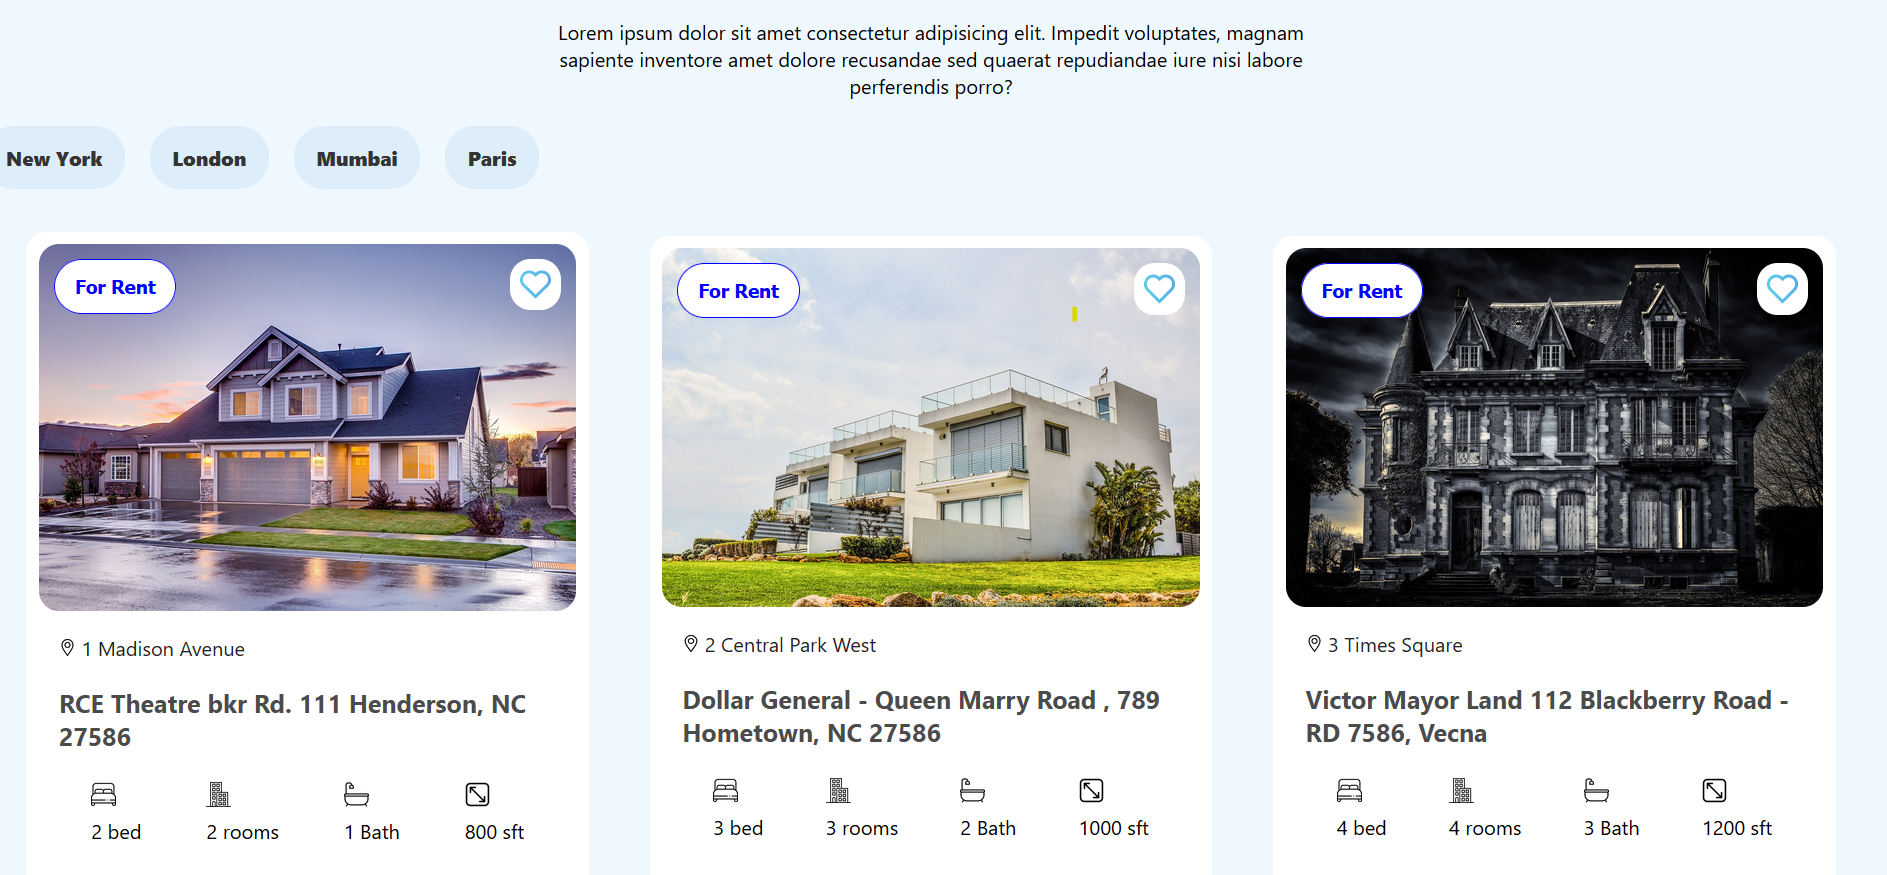 Lorem ipsum dolor sit amet consectetur adipisicing elit. Impedit voluptates, magnam
sapiente inventore amet dolore recusandae sed quaerat repudiandae iure nisi labore
perferendis porro?
New York
London
Mumbai
Paris
For Rent
1 Madison Avenue
RCE Theatre bkr Rd. 111 Henderson, NC
27586
2 bed
2 rooms
1 Bath
800 sft
For Rent
2 Central Park West
Dollar General - Queen Marry Road , 789
Hometown, NC 27586
3 bed
3 rooms
2 Bath
1000 sft
For Rent
3 Times Square
Victor Mayor Land 112 Blackberry Road -
RD 7586, Vecna
4 bed
4 rooms
3 Bath
1200 sft